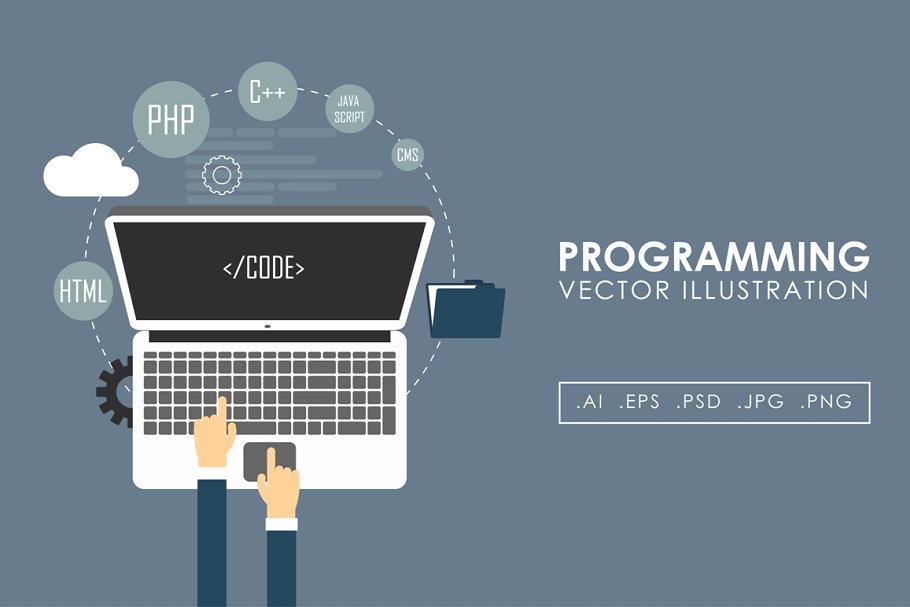 C++
PHP
JAVA
SCRIPT
CMS
</CODE>
HTML
PROGRAMMING
VECTOR ILLUSTRATION
.AI .EPS .PSD .JPG .PNG